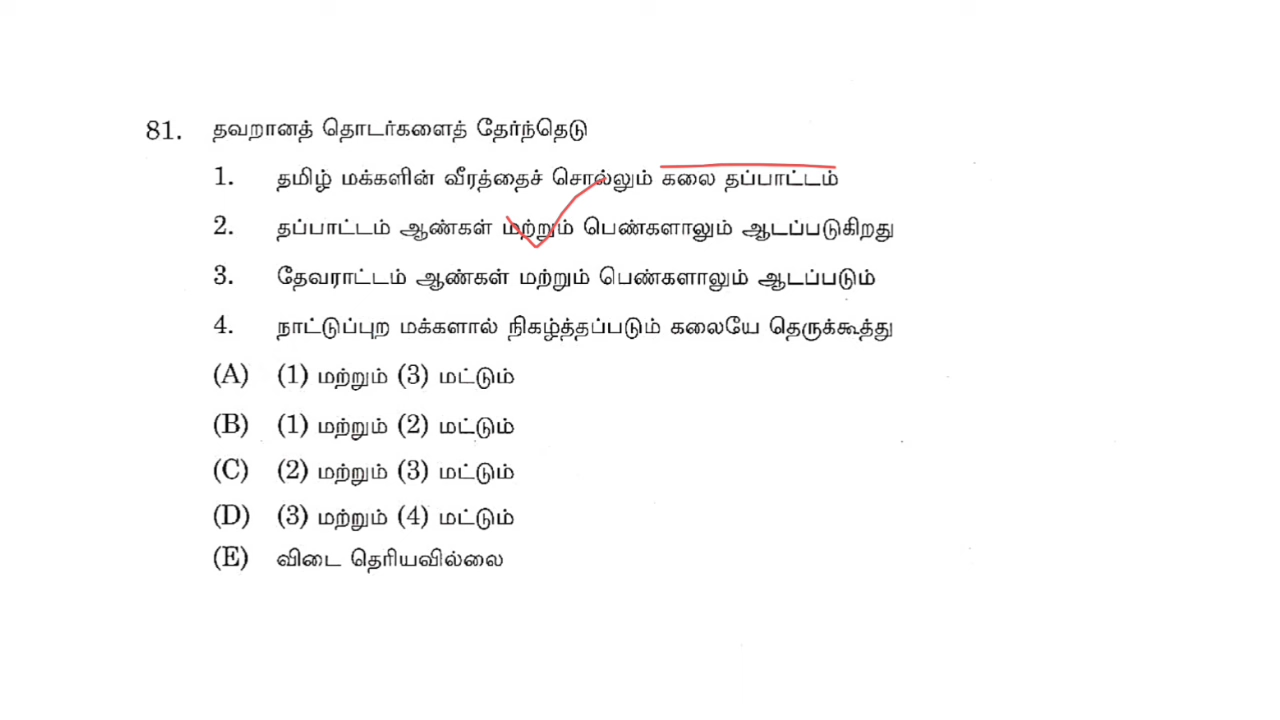 81. தவறானத் தொடர்களைத் தேர்ந்தெடு
1. தமிழ் மக்களின் வீரத்தைச் சொல்லும் கலை தப்பாட்டம்
2. தப்பாட்டம் ஆண்கள் மற்றும் பெண்களாலும் ஆடப்படுகிறது
3. தேவராட்டம் ஆண்கள் மற்றும் பெண்களாலும் ஆடப்படும்
4. நாட்டுப்புற மக்களால் நிகழ்த்தப்படும் கலையே தெருக்கூத்து
(A) (1) மற்றும் (3) மட்டும்
(B) (1) மற்றும் (2) மட்டும்
(C) (2) மற்றும் (3) மட்டும்
(D) (3) மற்றும் (4) மட்டும்
(E) விடை தெரியவில்லை